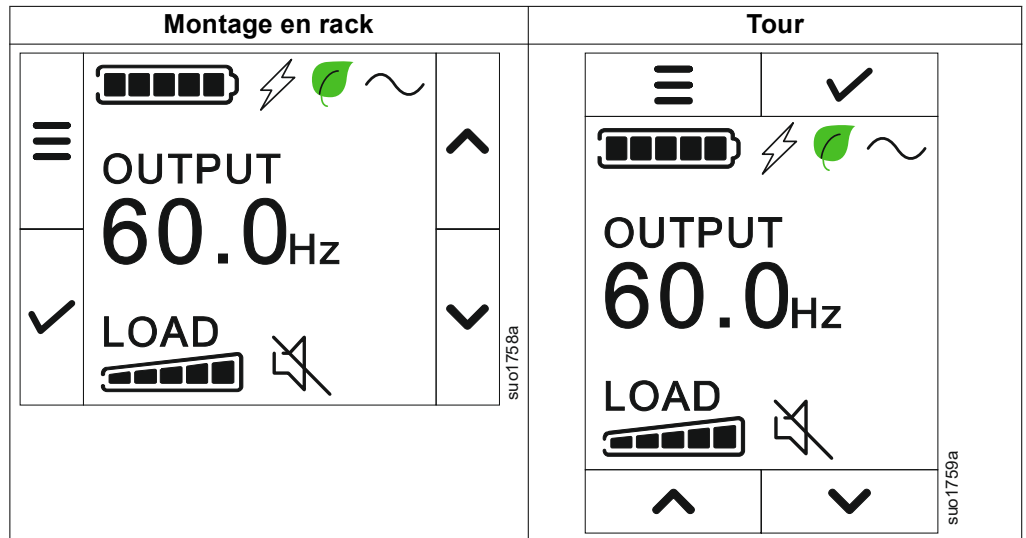 Montage en rack
Tour
OUTPUT
60.0Hz
LOAD
suo1758a
OUTPUT
60.0Hz
LOAD
suo1759a